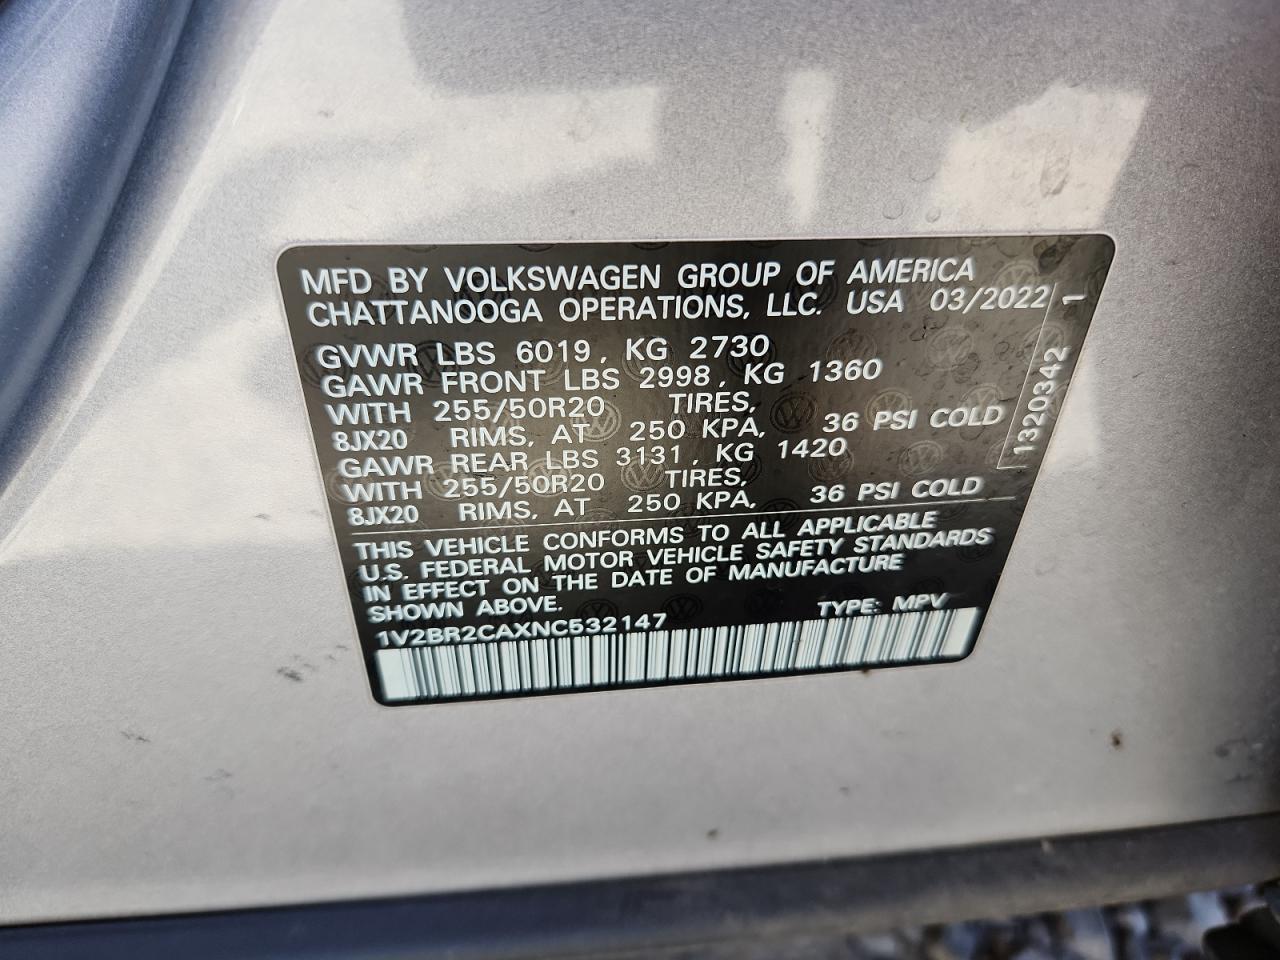 MFD BY VOLKSWAGEN GROUP OF AMERICA
CHATTANOOGA OPERATIONS, LLC. USA 03/2022
GVWR LBS 6019, KG 2730
GAWR FRONT LBS 2998, KG 1360
WITH 255/50R20 TIRES,
8JX20 RIMS, AT 250 KPA, 36 PSI COLD
GAWR REAR LBS 3131, KG 1420
WITH 255/50R20 TIRES,
8JX20 RIMS, AT 250 KPA, 36 PSI COLD
1320342 1
THIS VEHICLE CONFORMS TO ALL APPLICABLE
U.S. FEDERAL MOTOR VEHICLE SAFETY STANDARDS
IN EFFECT ON THE DATE OF MANUFACTURE
SHOWN ABOVE.
1V2BR2CAXNC532147 TYPE: MPV